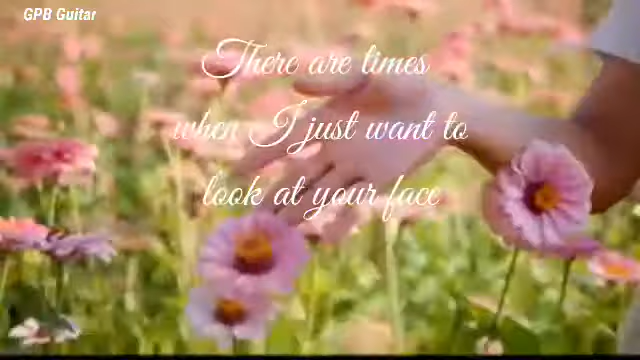 GPB Guitar
There are times
when I just want to
look at your face